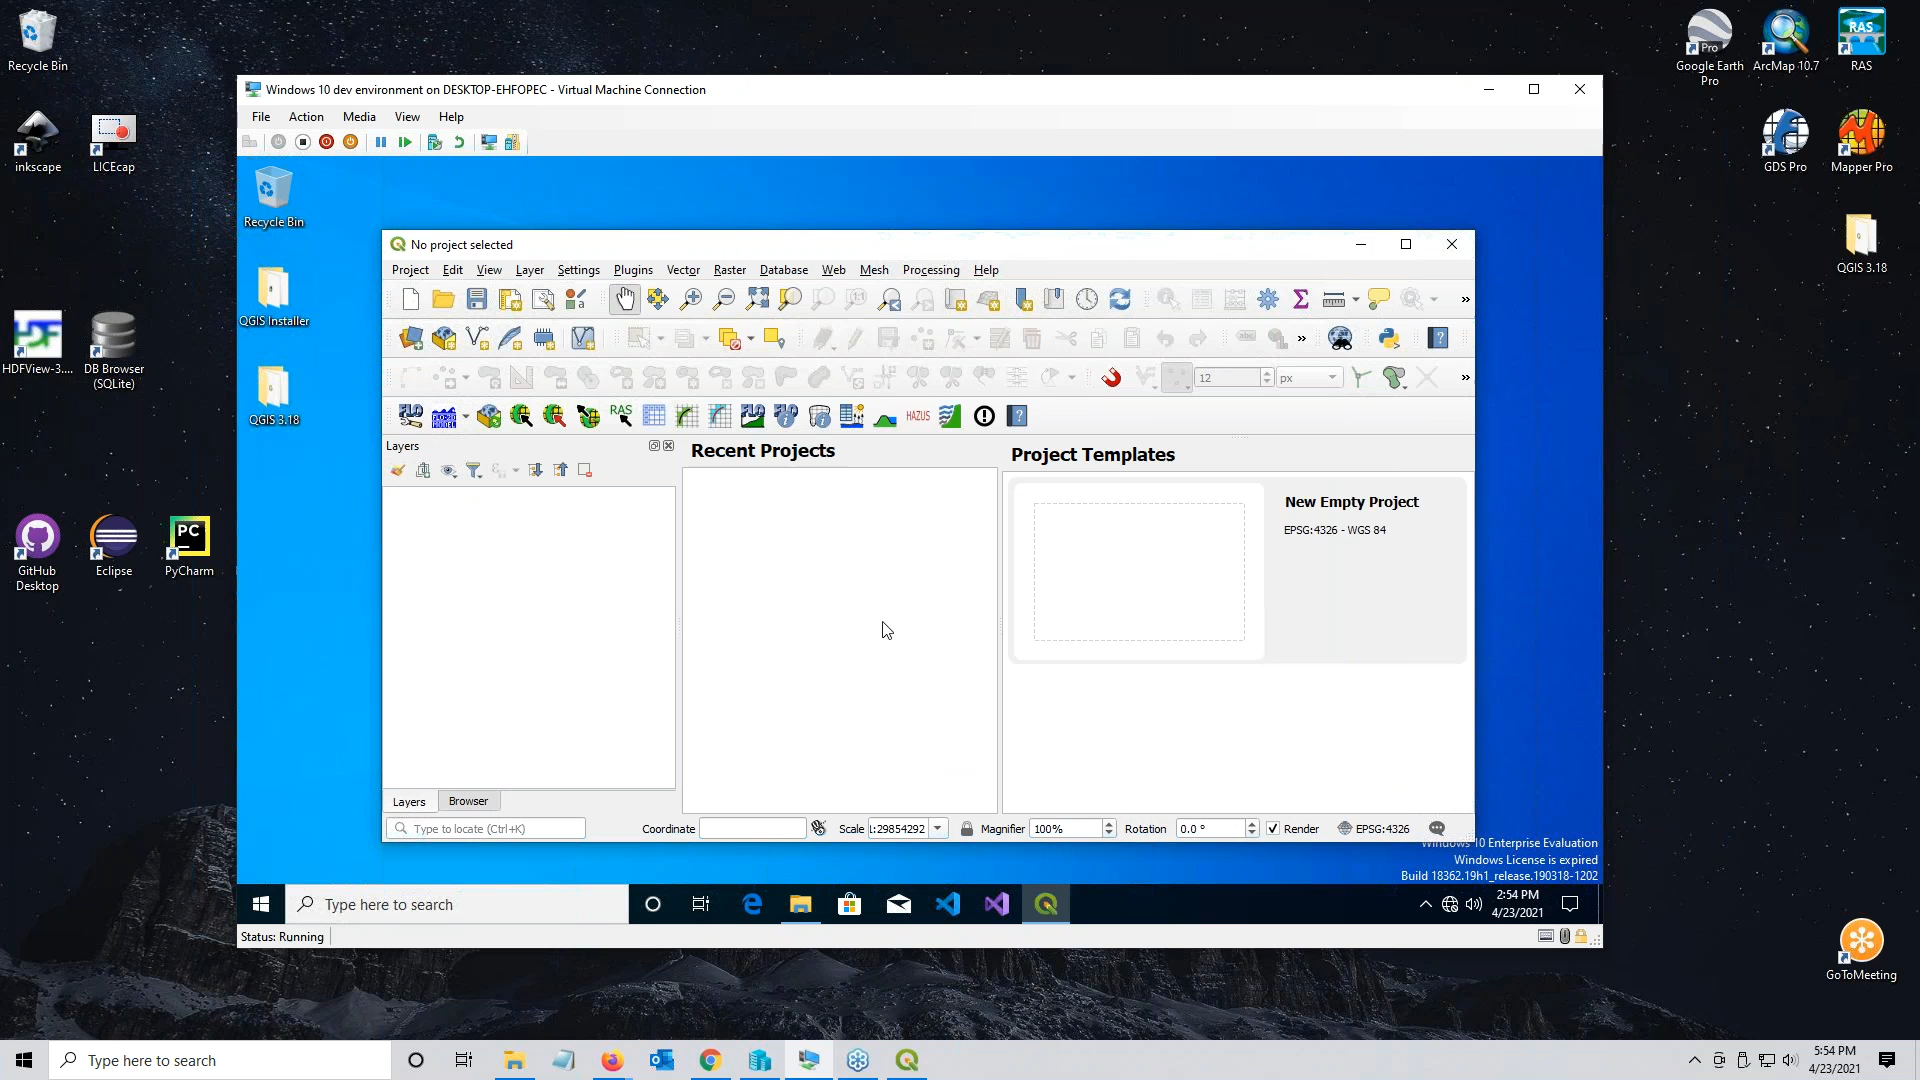 Recycle Bin
Google Earth
Pro
ArcMap 10.7
RAS
Windows 10 dev environment on DESKTOP-EHFOPEC - Virtual Machine Connection
File Action Media View Help
inkscape
LICEcap
GDS Pro
Mapper Pro
Recycle Bin
No project selected
Project Edit View Layer Settings Plugins Vector Raster Database Web Mesh Processing Help
QGIS 3.18
QGIS Installer
HDFView-3....
DB Browser
(SQLite)
12
px
QGIS 3.18
RAS
HAZUS
Layers
Recent Projects
Project Templates
New Empty Project
EPSG:4326 - WGS 84
GitHub
Desktop
Eclipse
PyCharm
Layers
Browser
Type to locate (Ctrl+K)
Coordinate
Scale
1:29854292
Magnifier
100%
Rotation
0.0 °
Render
EPSG:4326
Windows 10 Enterprise Evaluation
Windows License is expired
Build 18362.19h1_release.190318-1202
Type here to search
2:54 PM
4/23/2021
Status: Running
GoToMeeting
Type here to search
5:54 PM
4/23/2021